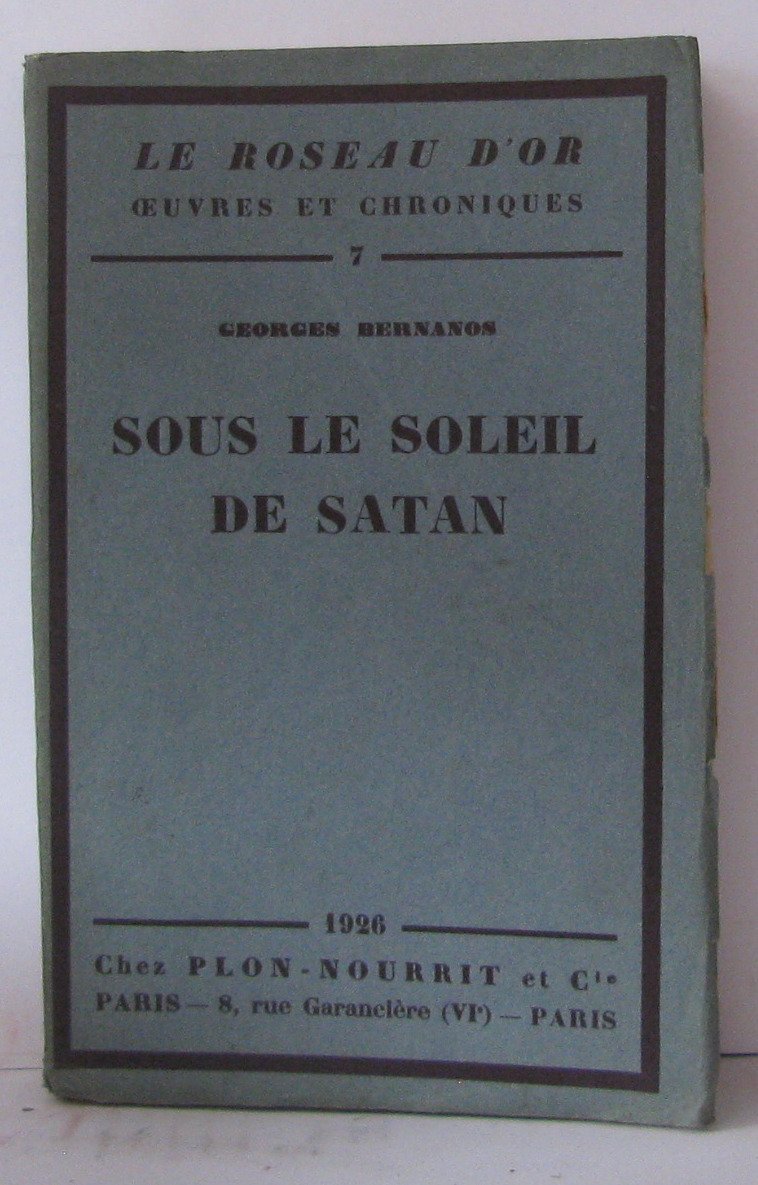 LE ROSEAU D'OR
ŒUVRES ET CHRONIQUES
7
GEORGES BERNANOS
SOUS LE SOLEIL
DE SATAN
1926
Chez PLON-NOURRIT et Cie
PARIS — 8, rue Garancière (VIe) — PARIS